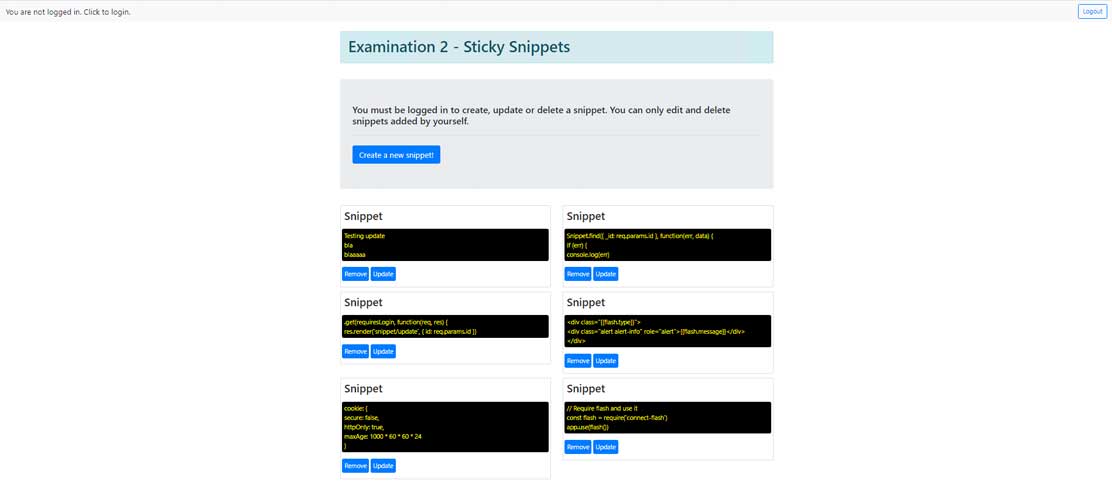 You are not logged in. Click to login.
Logout
Examination 2 - Sticky Snippets
You must be logged in to create, update or delete a snippet. You can only edit and delete
snippets added by yourself.
Create a new snippet!
Snippet
Testing update
bla
blaaaaa
Remove Update
Snippet
Snippet.find({ _id: req.params.id }, function(err, data) {
if (err) {
console.log(err)
Remove Update
Snippet
.get(requiresLogin, function(req, res) {
res.render('snippet/update', { id: req.params.id })
Remove Update
Snippet
<div class="{{flash.type}}">
<div class="alert alert-info" role="alert">{{flash.message}}</div>
</div>
Remove Update
Snippet
cookie: {
secure: false,
httpOnly: true,
maxAge: 1000 * 60 * 60 * 24
}
Remove Update
Snippet
// Require flash and use it
const flash = require('connect-flash')
app.use(flash())
Remove Update